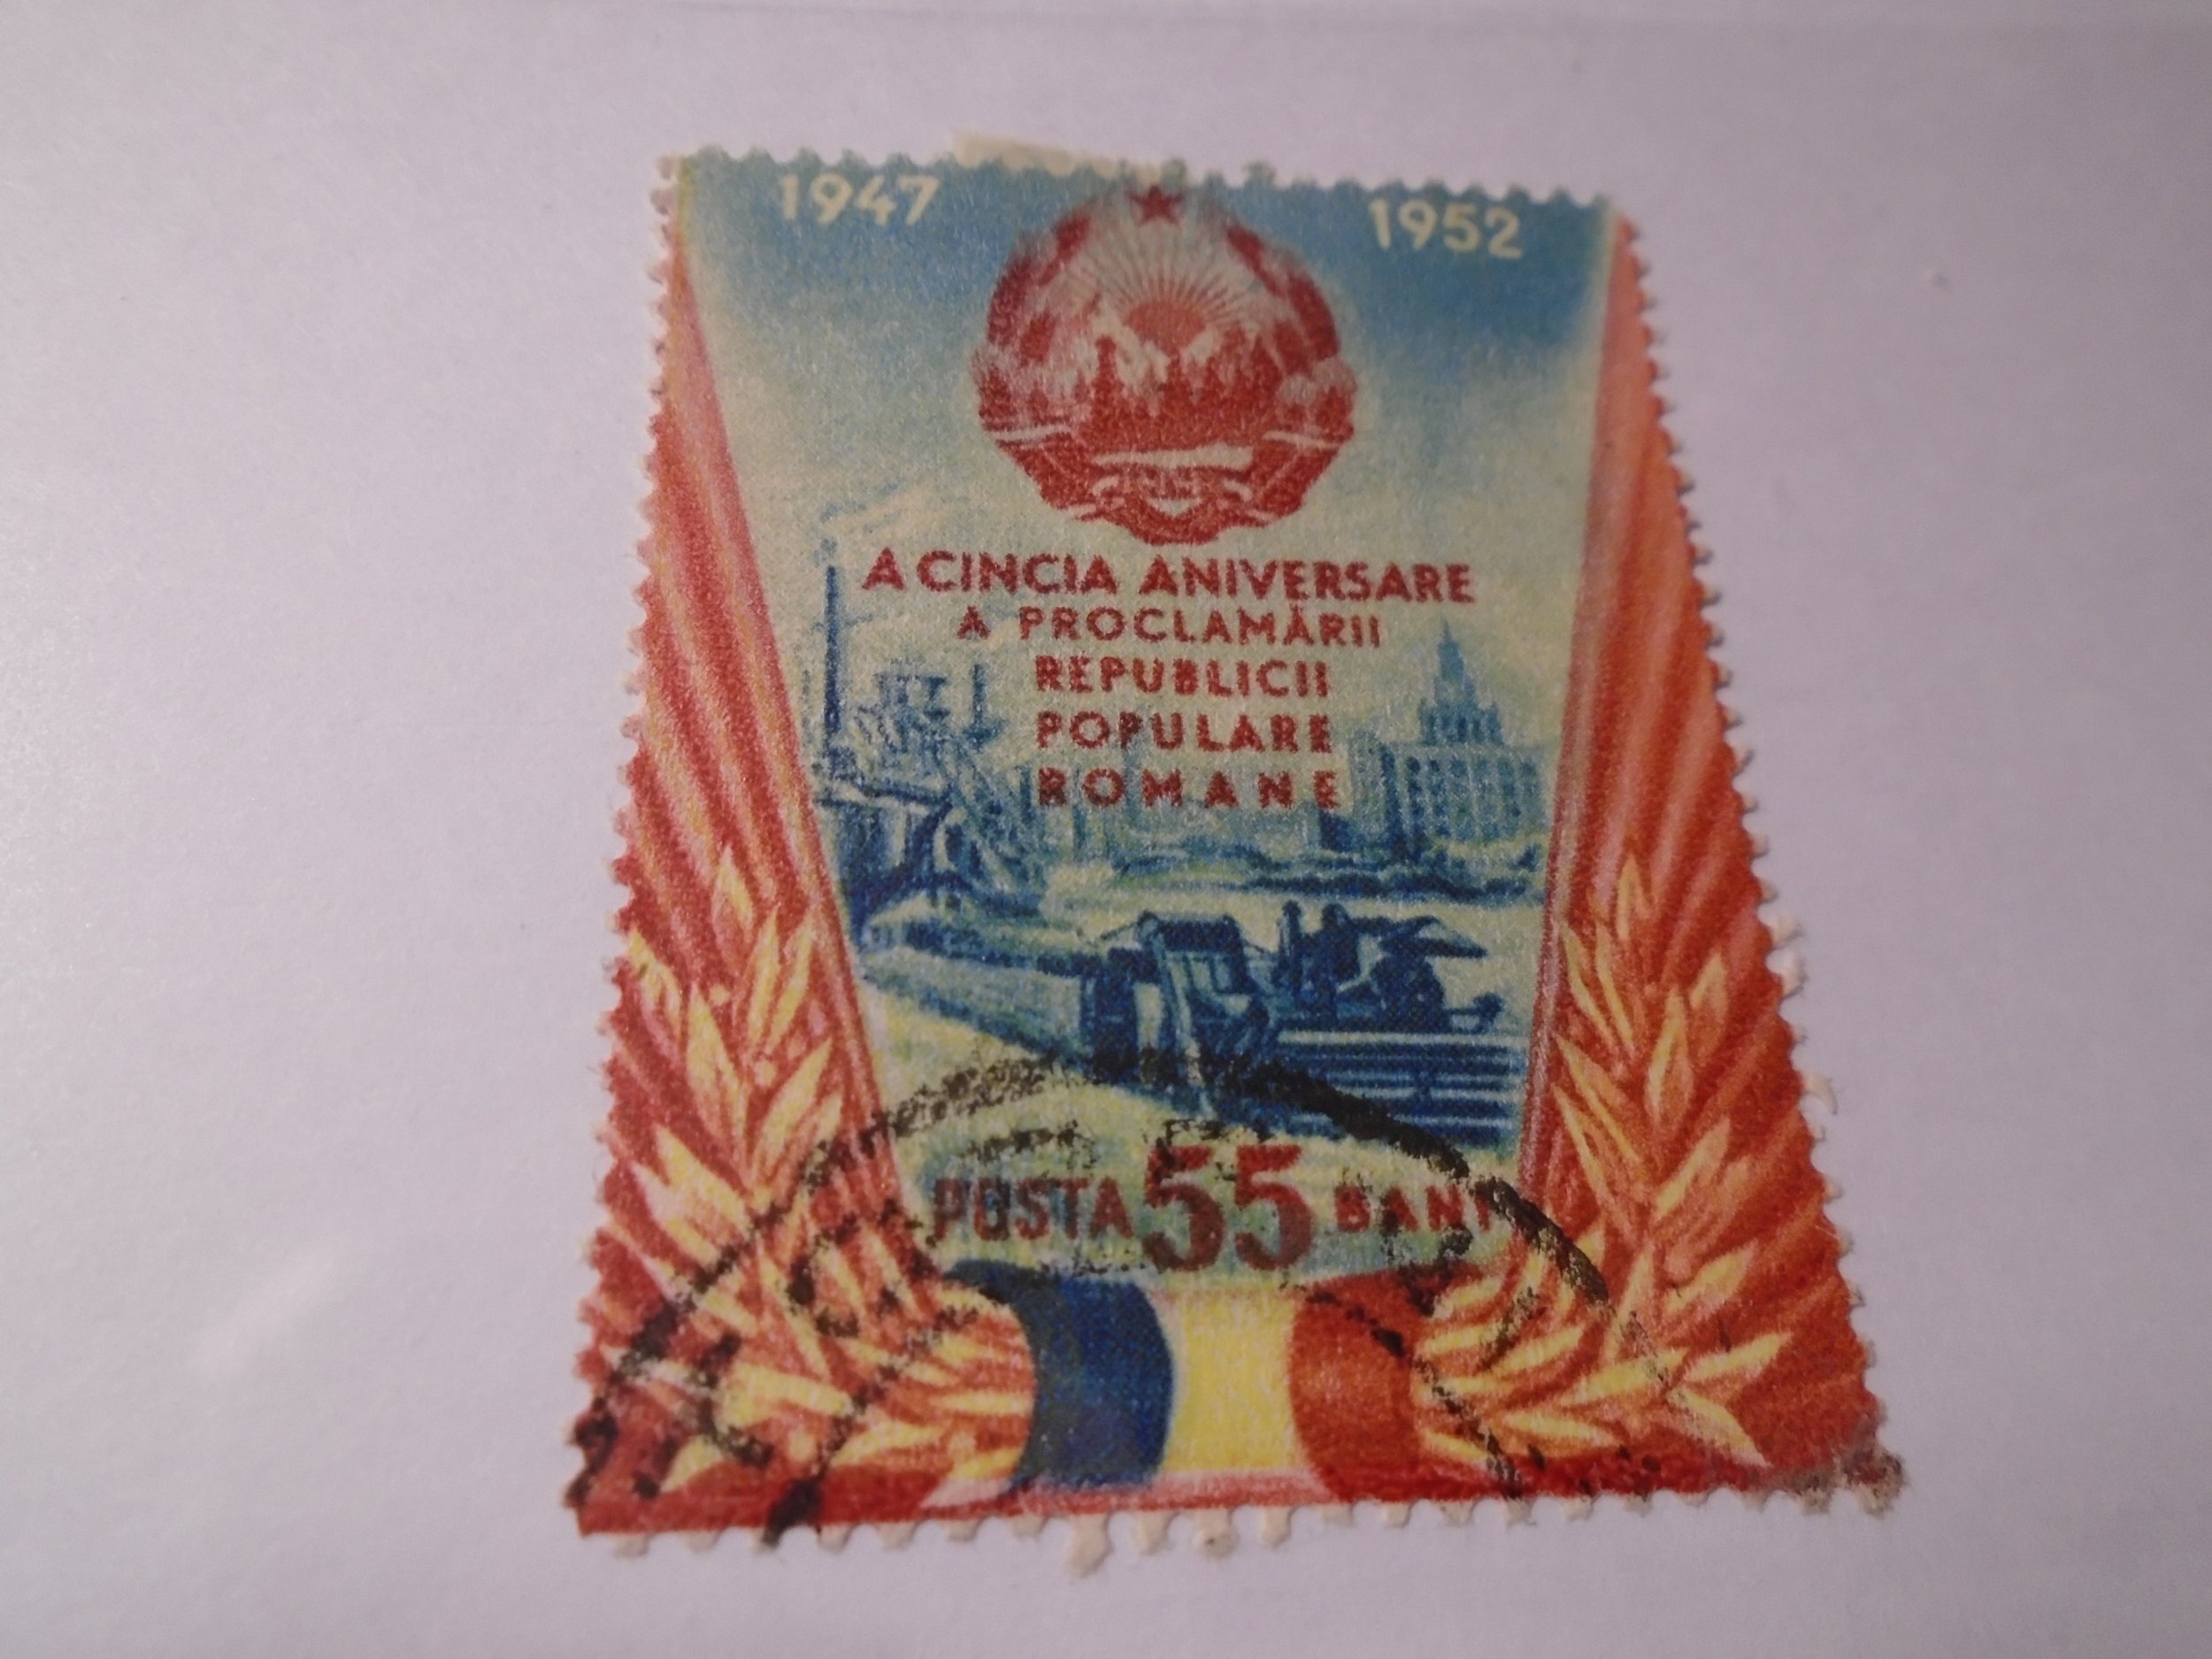 1947 1952
A CINCIA ANIVERSARE
A PROCLAMĂRII
REPUBLICII
POPULARE
ROMANE
POSTA 55 BANI